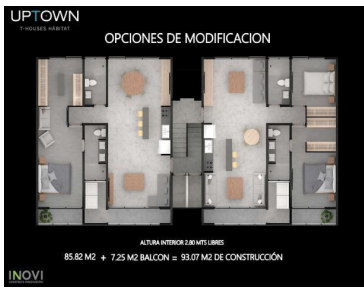 UPTOWN
T-HOUSES HÁBITAT
OPCIONES DE MODIFICACION
ALTURA INTERIOR 2.80 MTS LIBRES
85.82 M2 + 7.25 M2 BALCON = 93.07 M2 DE CONSTRUCCIÓN
INOVI